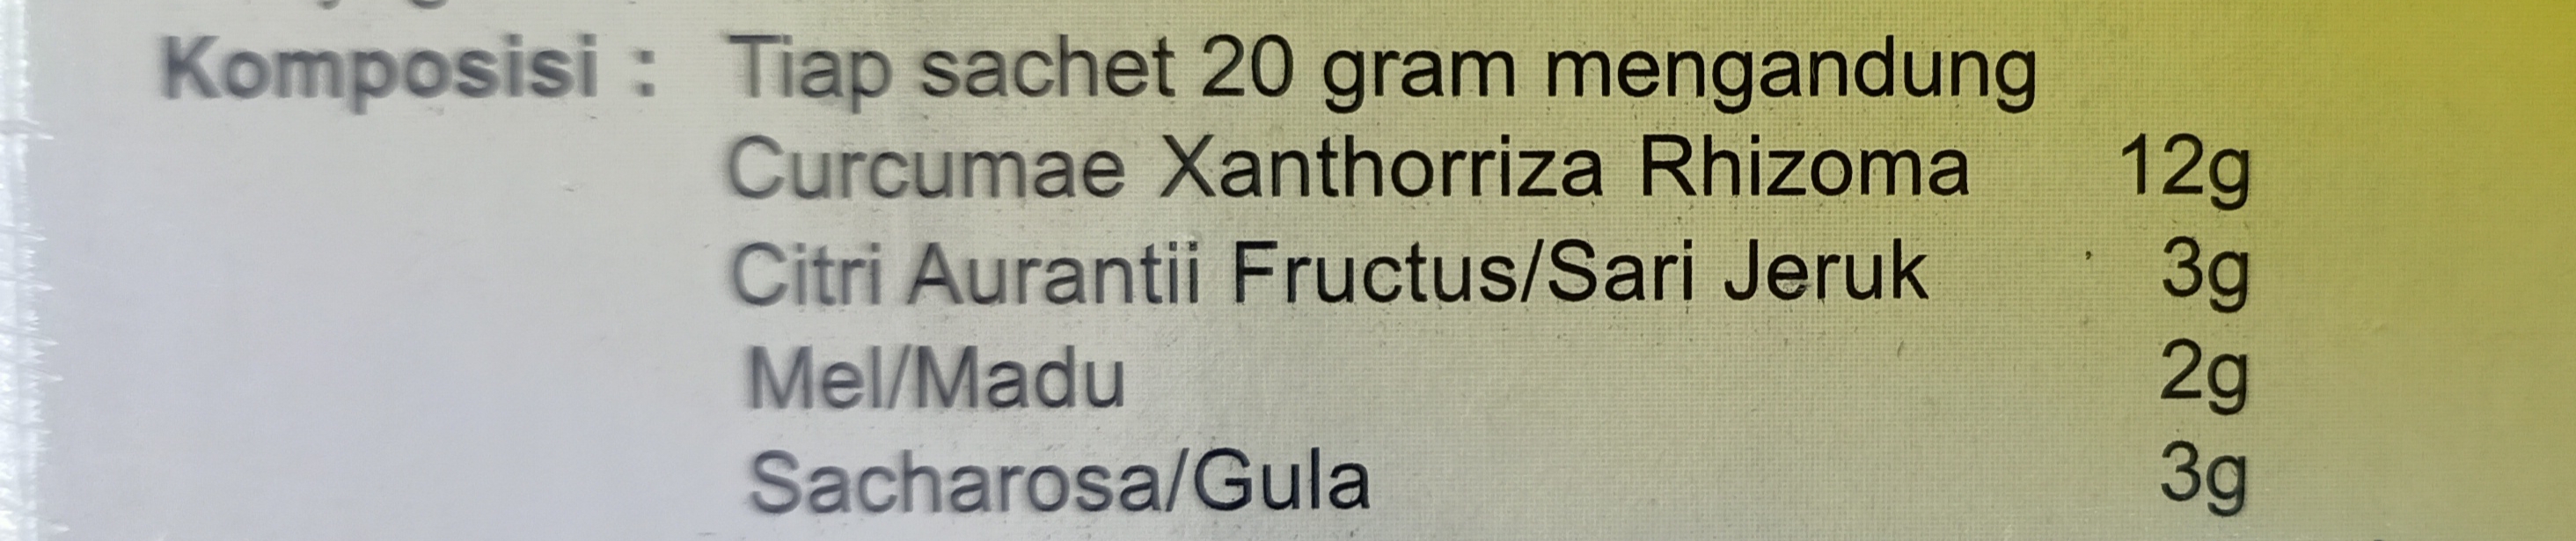 Komposisi : Tiap sachet 20 gram mengandung
Curcumae Xanthorriza Rhizoma 12g
Citri Aurantii Fructus/Sari Jeruk 3g
Mel/Madu 2g
Sacharosa/Gula 3g